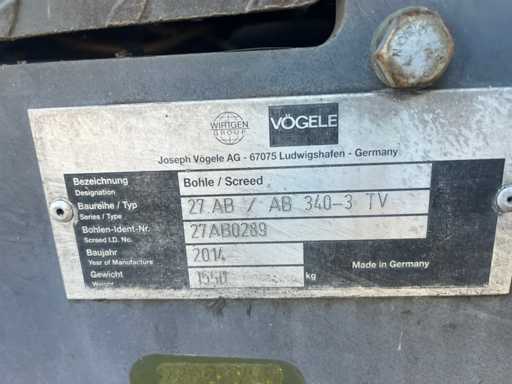 WIRTGEN GROUP VÖGELE
Joseph Vögele AG - 67075 Ludwigshafen - Germany
Bezeichnung Bohle / Screed
Designation
Baureihe / Typ 27 AB / AB 340-3 TV
Series / Type
Bohlen-Ident-Nr. 27AB0289
Screed I.D. No.
Baujahr 2014
Year of Manufacture
Gewicht 1550 kg Made in Germany
Weight